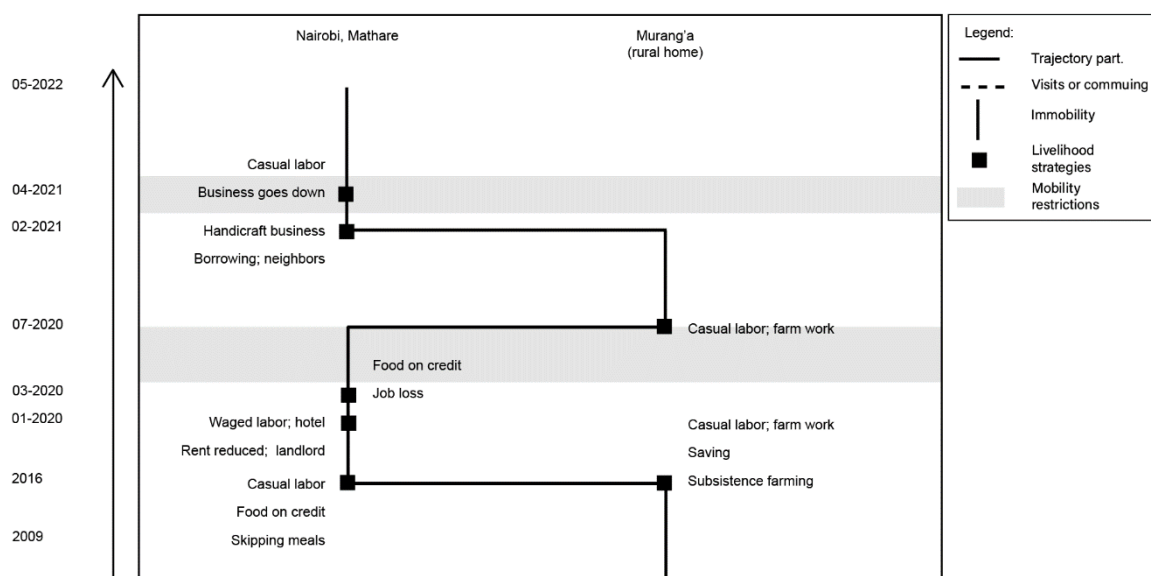 Nairobi, Mathare
Murang'a
(rural home)
Legend:
Trajectory part.
Visits or commuing
Immobility
Livelihood
strategies
Mobility
restrictions
05-2022
Casual labor
04-2021
Business goes down
02-2021
Handicraft business
Borrowing; neighbors
07-2020
Casual labor; farm work
Food on credit
03-2020
Job loss
01-2020
Waged labor; hotel
Casual labor; farm work
Rent reduced;  landlord
Saving
2016
Casual labor
Subsistence farming
Food on credit
2009
Skipping meals